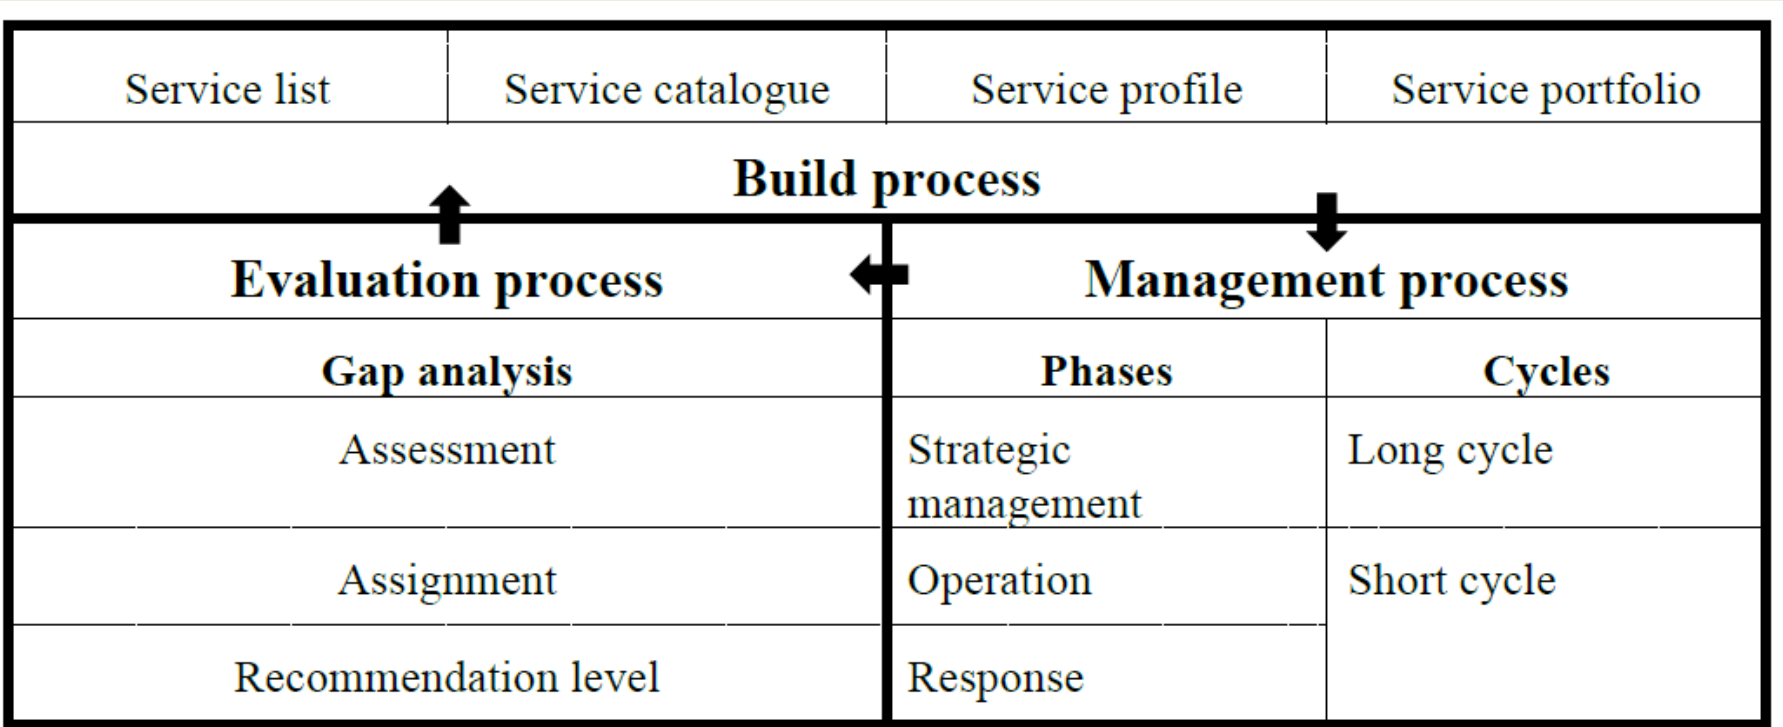 Service list
Service catalogue
Service profile
Service portfolio
Build process
Evaluation process
Management process
Gap analysis
Phases
Cycles
Assessment
Strategic
management
Long cycle
Assignment
Operation
Short cycle
Recommendation level
Response